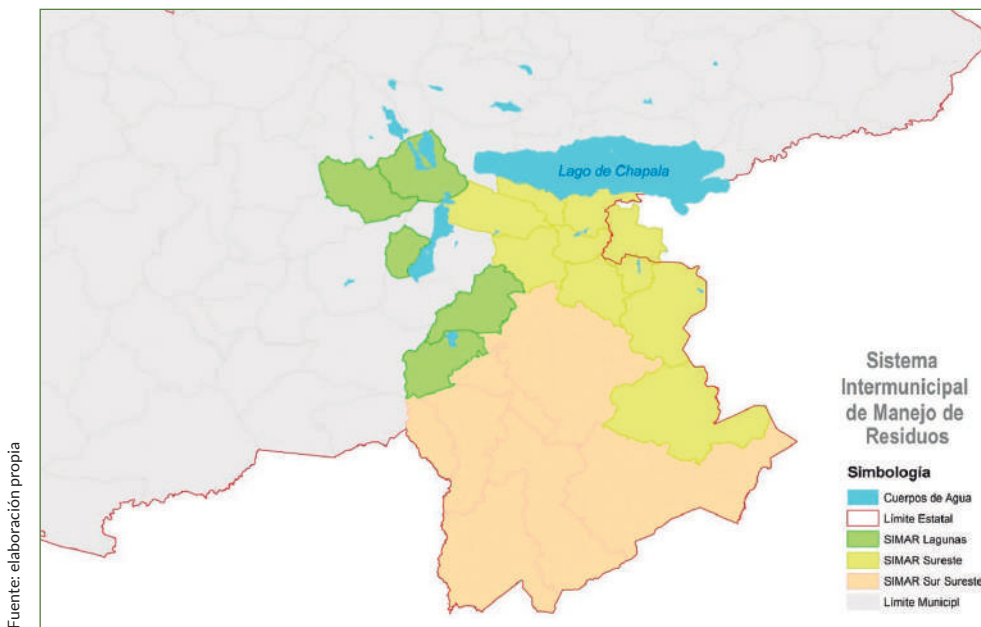 Lago de Chapala
Sistema
Intermunicipal
de Manejo de
Residuos
Simbología
Cuerpos de Agua
Límite Estatal
SIMAR Lagunas
SIMAR Sureste
SIMAR Sur Sureste
Límite Municipl
Fuente: elaboración propia